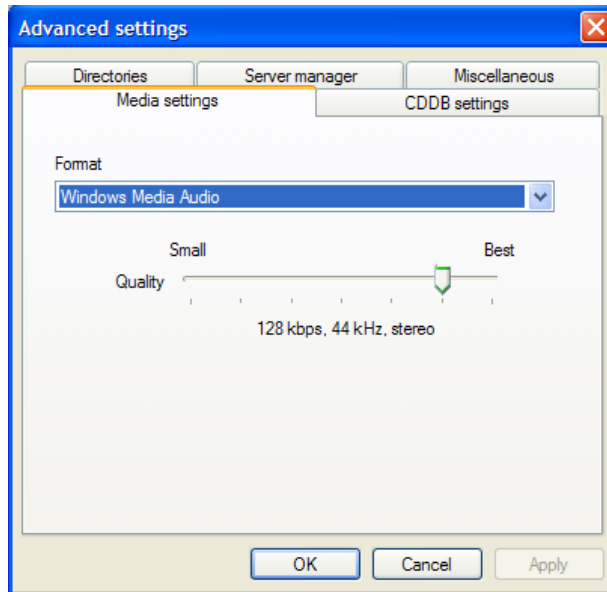 Advanced settings
Directories Server manager Miscellaneous
Media settings CDDB settings
Format
Windows Media Audio
Small Best
Quality
128 kbps, 44 kHz, stereo
OK Cancel Apply